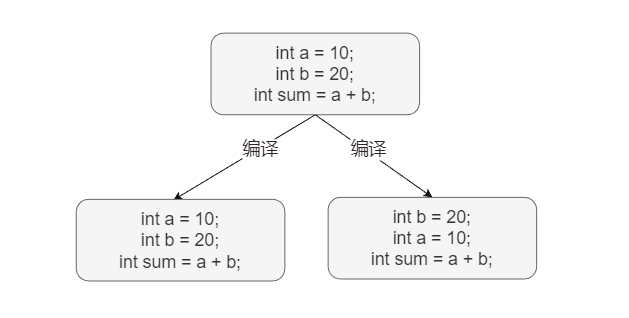 int a = 10;
int b = 20;
int sum = a + b;
编译
编译
int a = 10;
int b = 20;
int sum = a + b;
int b = 20;
int a = 10;
int sum = a + b;